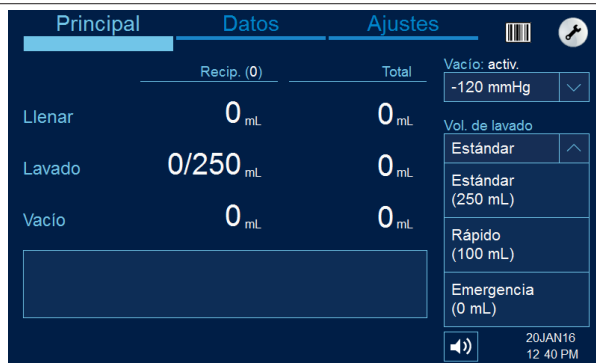 Principal Datos Ajustes
Recip. (0) Total
Vacío: activ.
-120 mmHg
Llenar 0 mL 0 mL
Vol. de lavado
Estándar
Lavado 0/250 mL 0 mL
Estándar
(250 mL)
Vacío 0 mL 0 mL
Rápido
(100 mL)
Emergencia
(0 mL)
20JAN16
12 40 PM